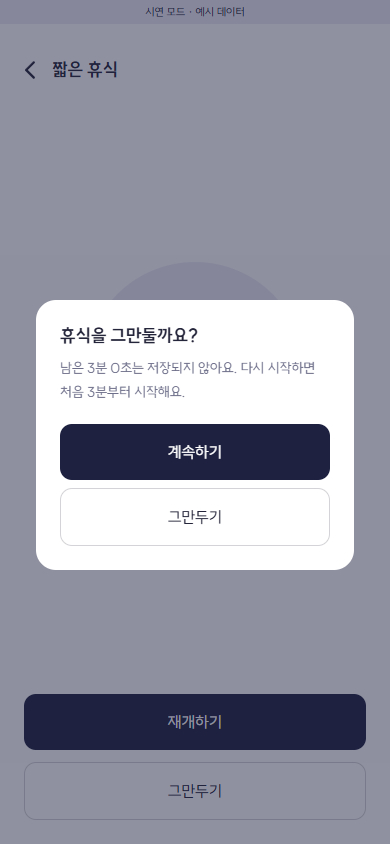 시연 모드 · 예시 데이터
짧은 휴식
휴식을 그만둘까요?
남은 3분 0초는 저장되지 않아요. 다시 시작하면
처음 3분부터 시작해요.
계속하기
그만두기
재개하기
그만두기